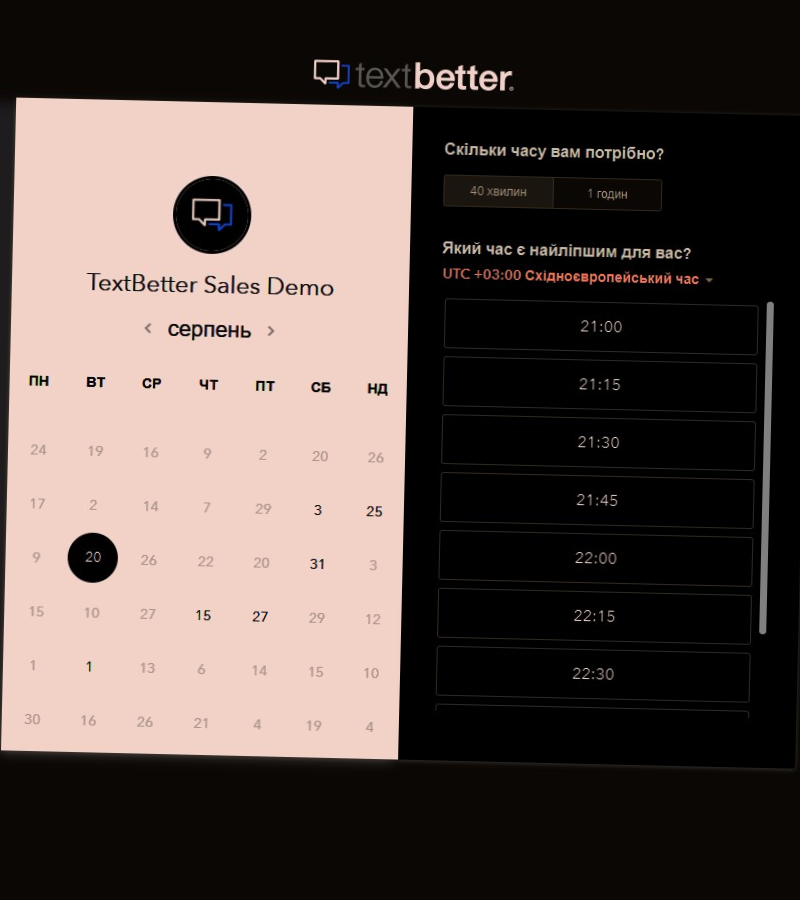 textbetter.
TextBetter Sales Demo
серпень
ПН ВТ СР ЧТ ПТ СБ НД
24 19 16 9 2 20 26
17 2 14 7 29 3 25
9 20 26 22 20 31 3
15 10 27 15 27 29 12
1 1 13 6 14 15 10
30 16 26 21 4 19 4
Скільки часу вам потрібно?
40 хвилин 1 годин
Який час є найліпшим для вас?
UTC +03:00 Східноєвропейський час
21:00
21:15
21:30
21:45
22:00
22:15
22:30